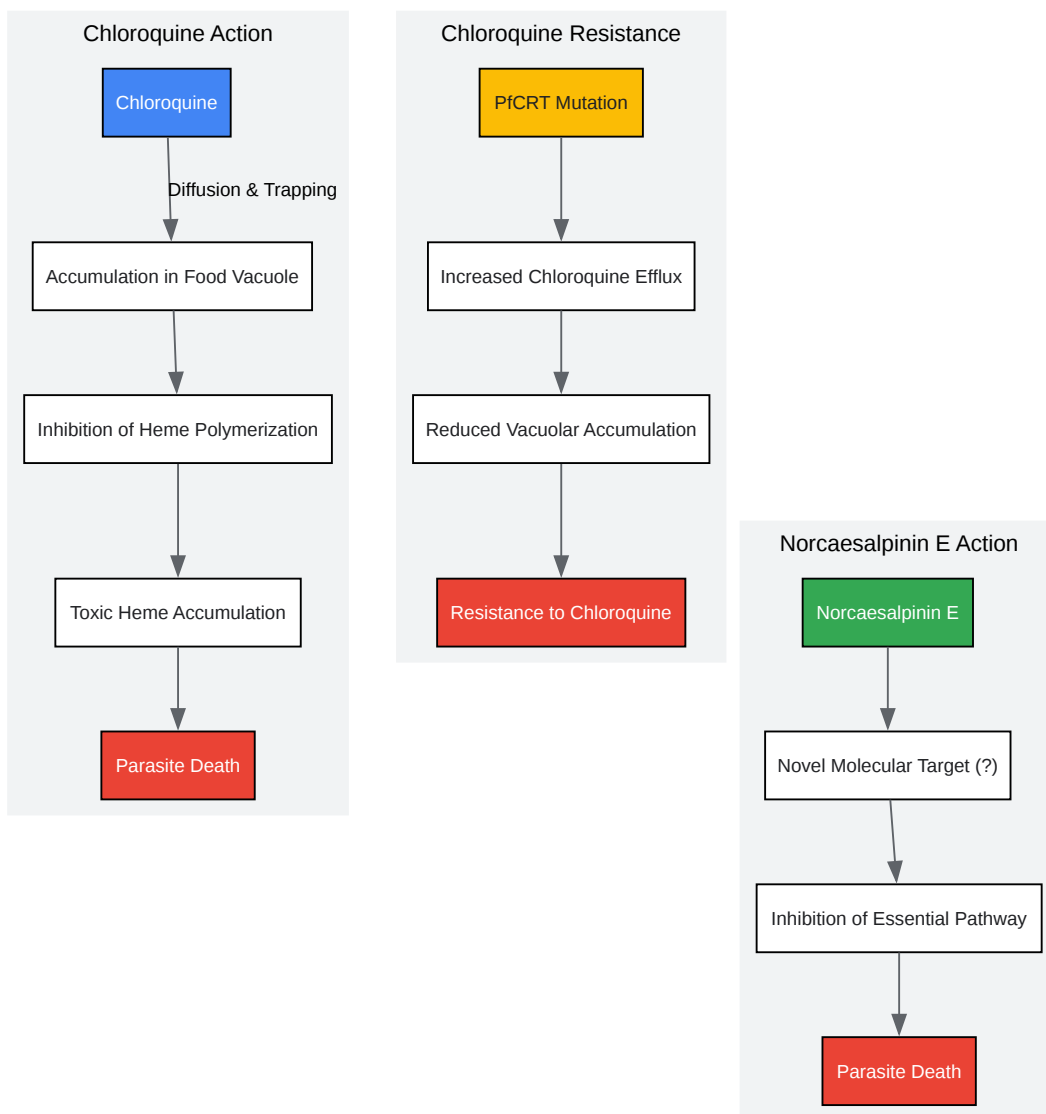 Chloroquine Action
Chloroquine
Diffusion & Trapping
Accumulation in Food Vacuole
Inhibition of Heme Polymerization
Toxic Heme Accumulation
Parasite Death
Chloroquine Resistance
PfCRT Mutation
Increased Chloroquine Efflux
Reduced Vacuolar Accumulation
Resistance to Chloroquine
Norcaesalpinin E Action
Norcaesalpinin E
Novel Molecular Target (?)
Inhibition of Essential Pathway
Parasite Death